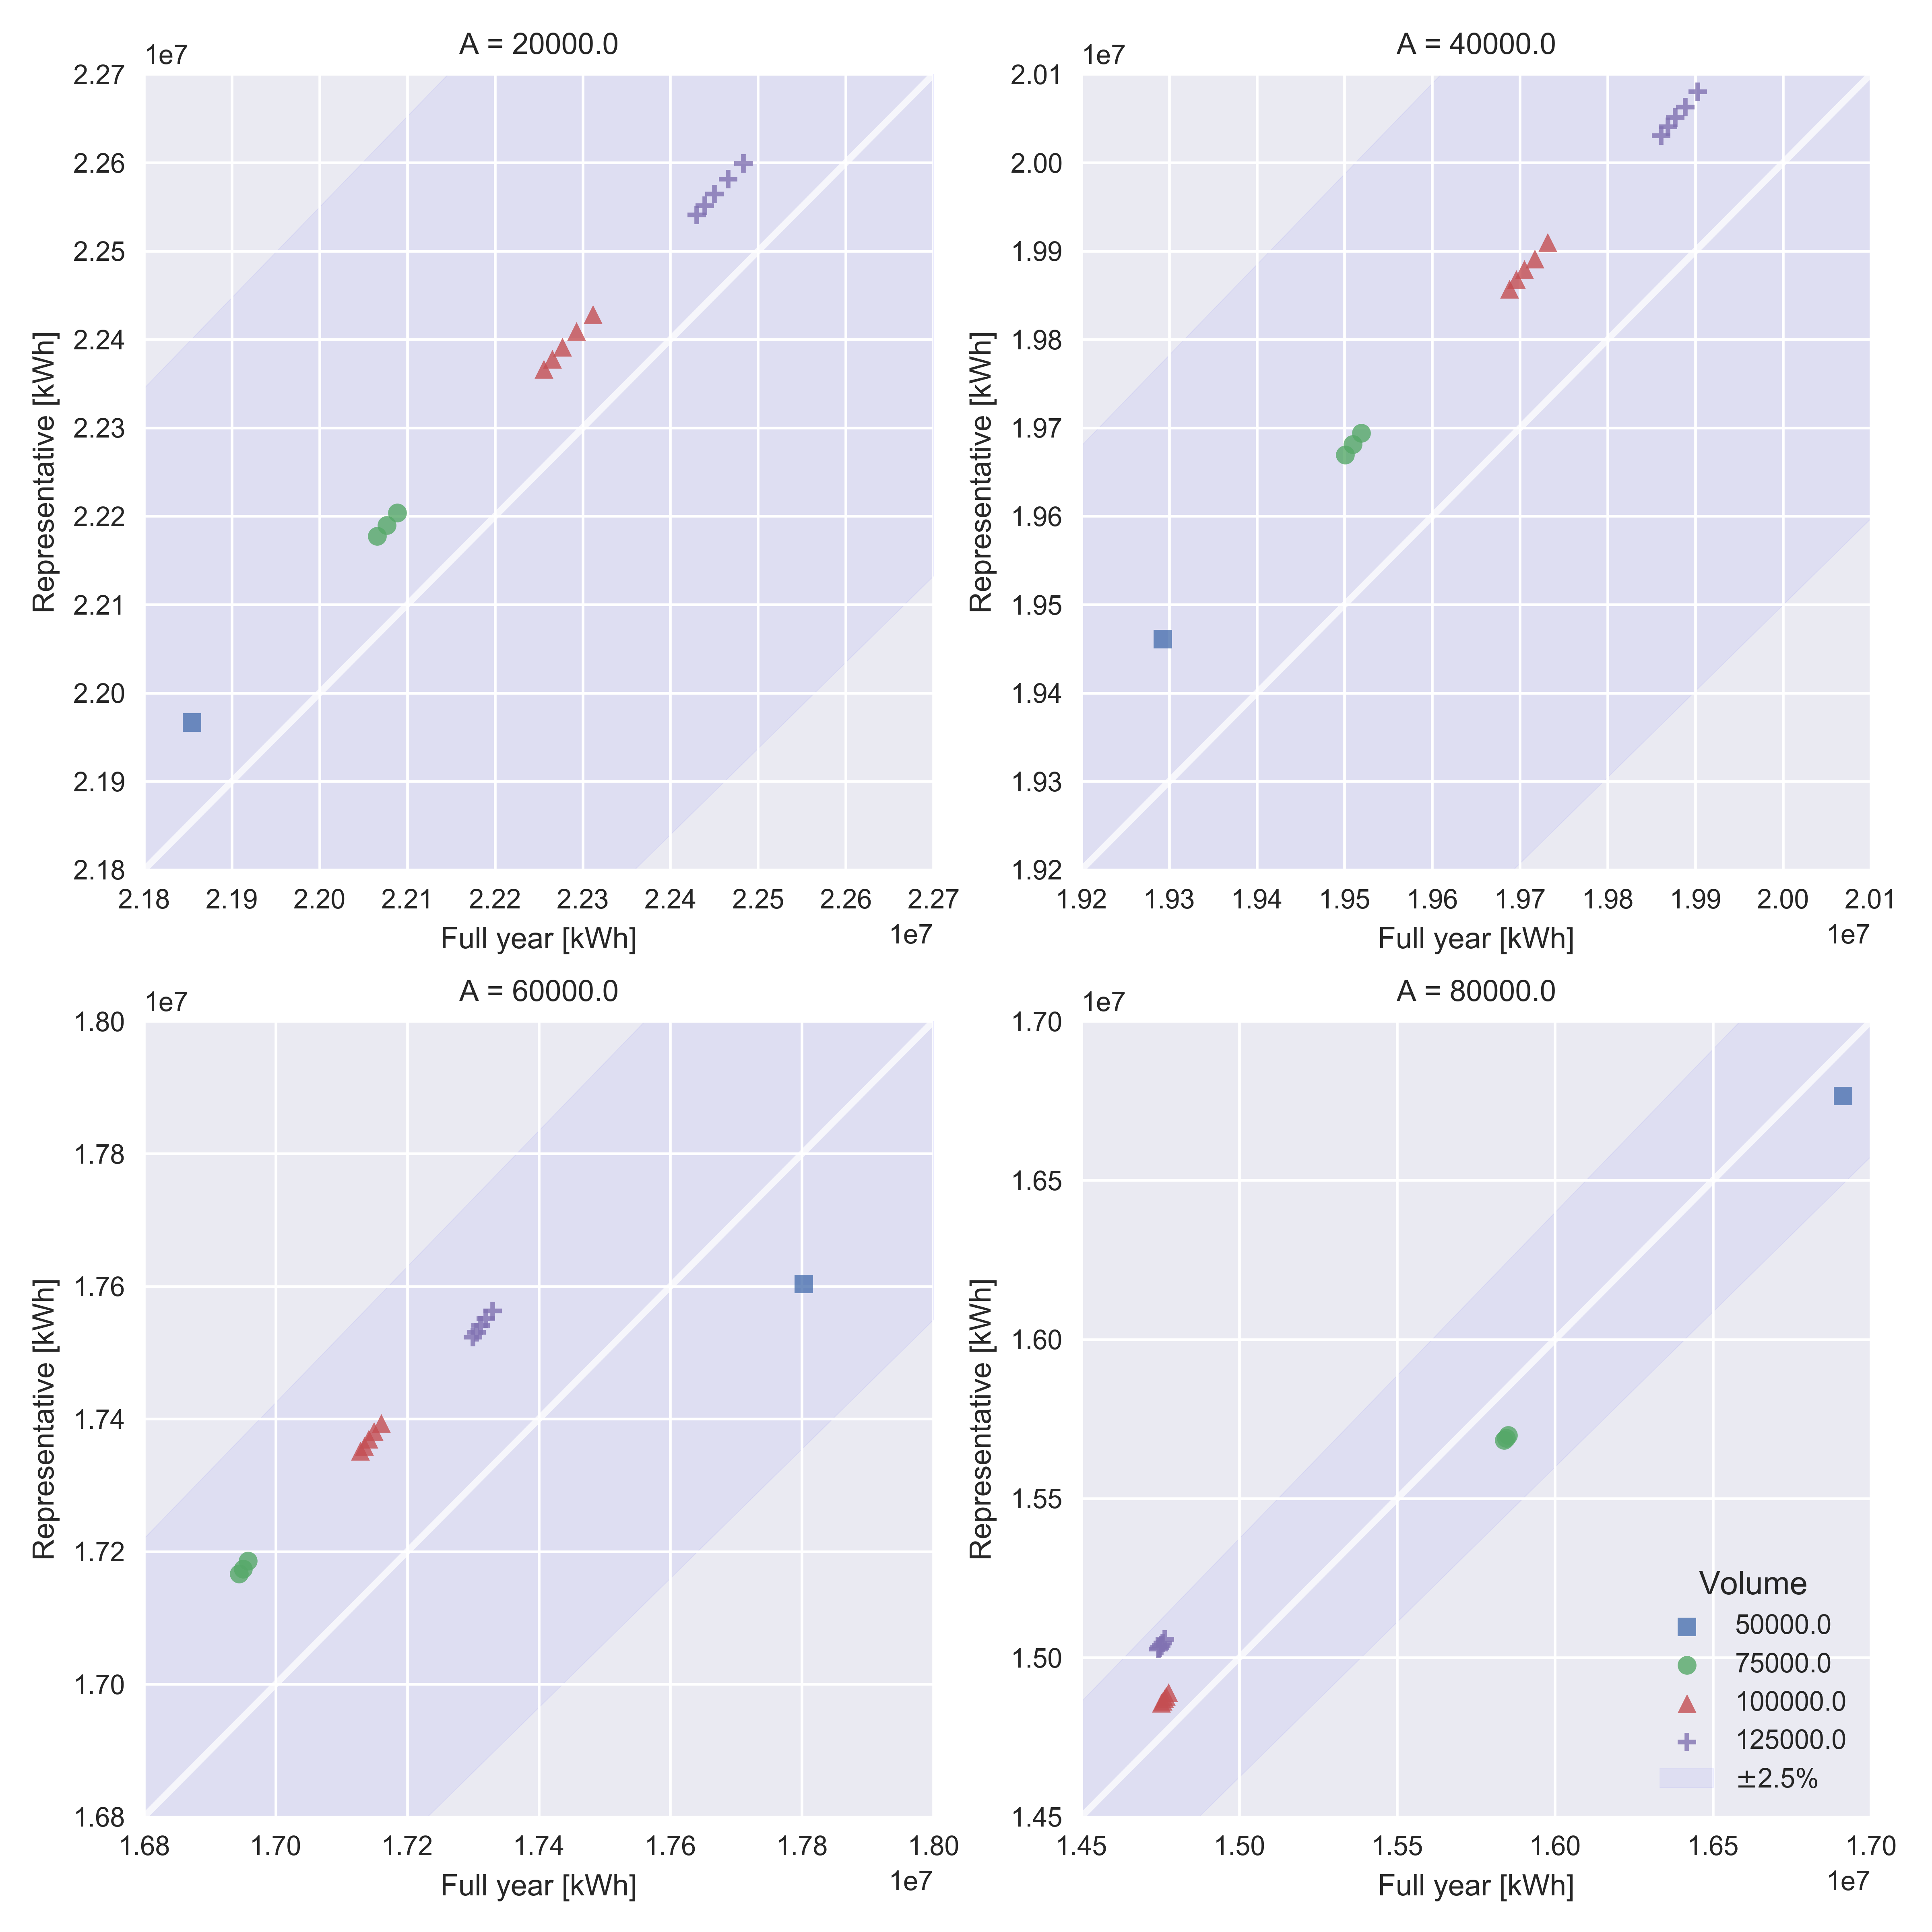 A = 20000.0
1e7
2.27
2.26
2.25
2.24
2.23
2.22
2.21
2.20
2.19
2.18
Representative [kWh]
2.18 2.19 2.20 2.21 2.22 2.23 2.24 2.25 2.26 2.27
Full year [kWh]
1e7
A = 40000.0
1e7
2.01
2.00
1.99
1.98
1.97
1.96
1.95
1.94
1.93
1.92
Representative [kWh]
1.92 1.93 1.94 1.95 1.96 1.97 1.98 1.99 2.00 2.01
Full year [kWh]
1e7
A = 60000.0
1e7
1.80
1.78
1.76
1.74
1.72
1.70
1.68
Representative [kWh]
1.68 1.70 1.72 1.74 1.76 1.78 1.80
Full year [kWh]
1e7
A = 80000.0
1e7
1.70
1.65
1.60
1.55
1.50
1.45
Representative [kWh]
Volume
50000.0
75000.0
100000.0
125000.0
±2.5%
1.45 1.50 1.55 1.60 1.65 1.70
Full year [kWh]
1e7